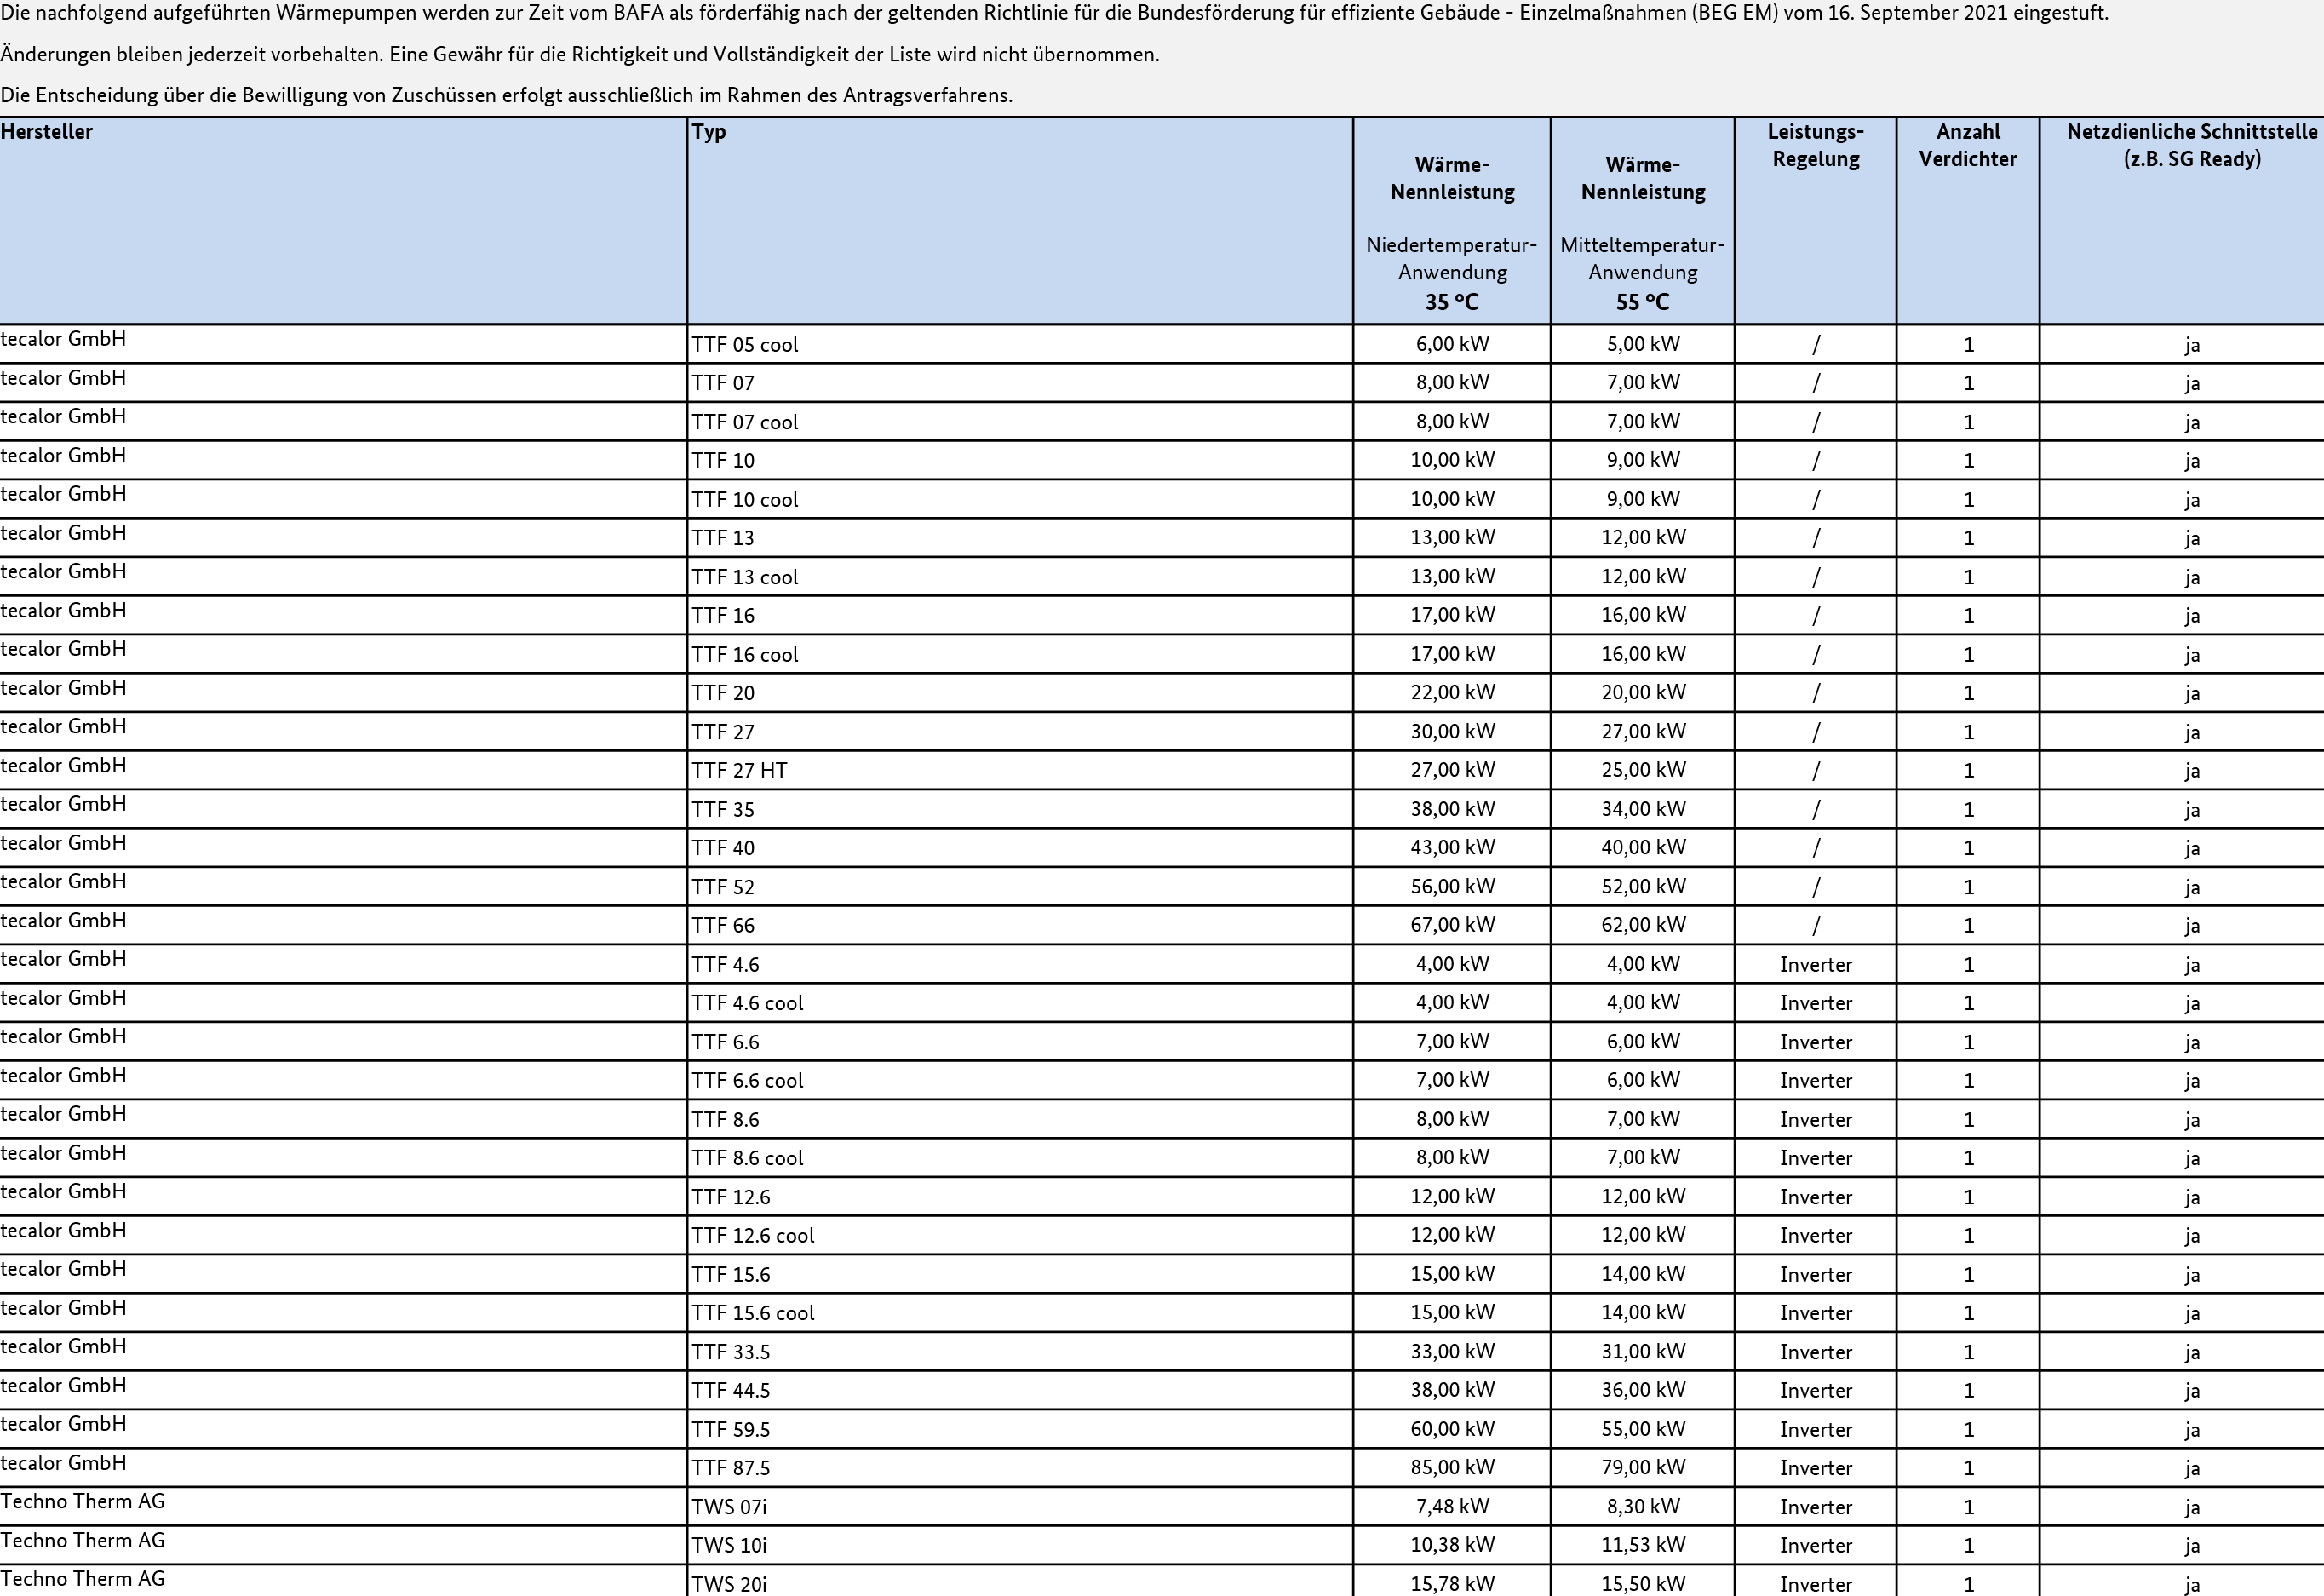 Die nachfolgend aufgeführten Wärmepumpen werden zur Zeit vom BAFA als förderfähig nach der geltenden Richtlinie für die Bundesförderung für effiziente Gebäude - Einzelmaßnahmen (BEG EM) vom 16. September 2021 eingestuft.
Änderungen bleiben jederzeit vorbehalten. Eine Gewähr für die Richtigkeit und Vollständigkeit der Liste wird nicht übernommen.
Die Entscheidung über die Bewilligung von Zuschüssen erfolgt ausschließlich im Rahmen des Antragsverfahrens.
Hersteller Typ Wärme-Nennleistung Niedertemperatur-Anwendung 35 °C Wärme-Nennleistung Mitteltemperatur-Anwendung 55 °C Leistungs-Regelung Anzahl Verdichter Netzdienliche Schnittstelle (z.B. SG Ready)
tecalor GmbH TTF 05 cool 6,00 kW 5,00 kW / 1 ja
tecalor GmbH TTF 07 8,00 kW 7,00 kW / 1 ja
tecalor GmbH TTF 07 cool 8,00 kW 7,00 kW / 1 ja
tecalor GmbH TTF 10 10,00 kW 9,00 kW / 1 ja
tecalor GmbH TTF 10 cool 10,00 kW 9,00 kW / 1 ja
tecalor GmbH TTF 13 13,00 kW 12,00 kW / 1 ja
tecalor GmbH TTF 13 cool 13,00 kW 12,00 kW / 1 ja
tecalor GmbH TTF 16 17,00 kW 16,00 kW / 1 ja
tecalor GmbH TTF 16 cool 17,00 kW 16,00 kW / 1 ja
tecalor GmbH TTF 20 22,00 kW 20,00 kW / 1 ja
tecalor GmbH TTF 27 30,00 kW 27,00 kW / 1 ja
tecalor GmbH TTF 27 HT 27,00 kW 25,00 kW / 1 ja
tecalor GmbH TTF 35 38,00 kW 34,00 kW / 1 ja
tecalor GmbH TTF 40 43,00 kW 40,00 kW / 1 ja
tecalor GmbH TTF 52 56,00 kW 52,00 kW / 1 ja
tecalor GmbH TTF 66 67,00 kW 62,00 kW / 1 ja
tecalor GmbH TTF 4.6 4,00 kW 4,00 kW Inverter 1 ja
tecalor GmbH TTF 4.6 cool 4,00 kW 4,00 kW Inverter 1 ja
tecalor GmbH TTF 6.6 7,00 kW 6,00 kW Inverter 1 ja
tecalor GmbH TTF 6.6 cool 7,00 kW 6,00 kW Inverter 1 ja
tecalor GmbH TTF 8.6 8,00 kW 7,00 kW Inverter 1 ja
tecalor GmbH TTF 8.6 cool 8,00 kW 7,00 kW Inverter 1 ja
tecalor GmbH TTF 12.6 12,00 kW 12,00 kW Inverter 1 ja
tecalor GmbH TTF 12.6 cool 12,00 kW 12,00 kW Inverter 1 ja
tecalor GmbH TTF 15.6 15,00 kW 14,00 kW Inverter 1 ja
tecalor GmbH TTF 15.6 cool 15,00 kW 14,00 kW Inverter 1 ja
tecalor GmbH TTF 33.5 33,00 kW 31,00 kW Inverter 1 ja
tecalor GmbH TTF 44.5 38,00 kW 36,00 kW Inverter 1 ja
tecalor GmbH TTF 59.5 60,00 kW 55,00 kW Inverter 1 ja
tecalor GmbH TTF 87.5 85,00 kW 79,00 kW Inverter 1 ja
Techno Therm AG TWS 07i 7,48 kW 8,30 kW Inverter 1 ja
Techno Therm AG TWS 10i 10,38 kW 11,53 kW Inverter 1 ja
Techno Therm AG TWS 20i 15,78 kW 15,50 kW Inverter 1 ja